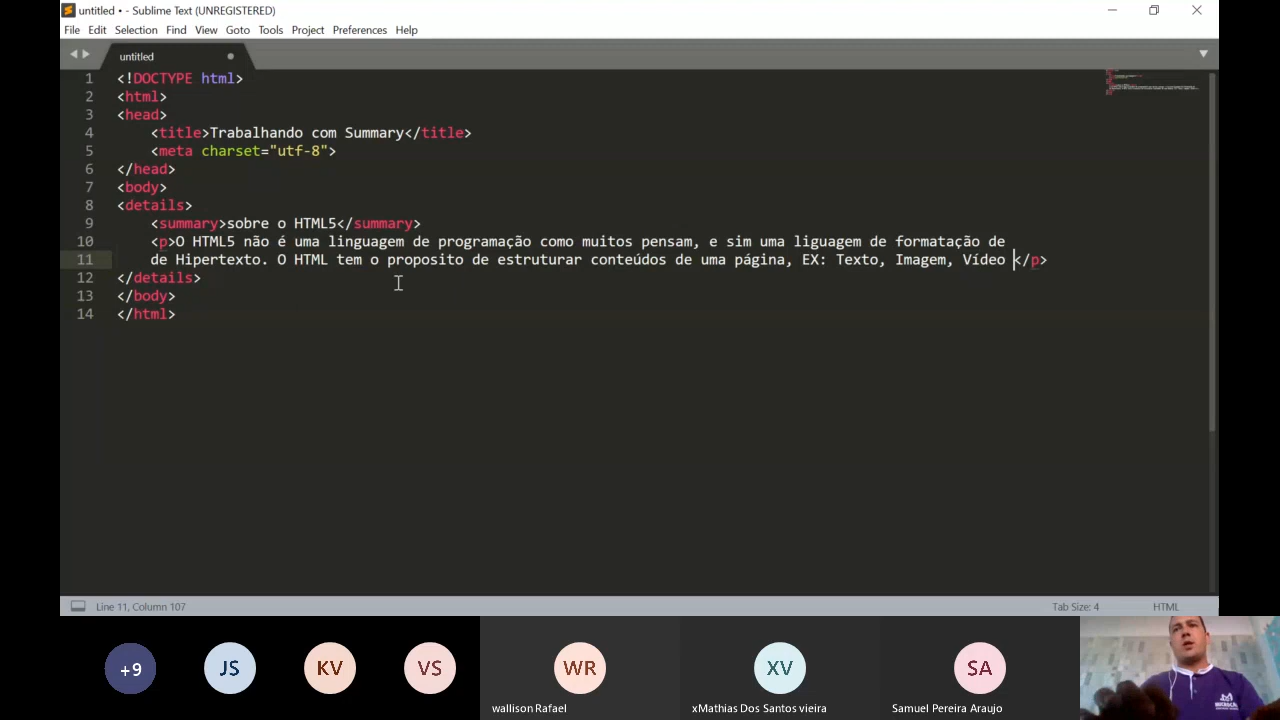 untitled • - Sublime Text (UNREGISTERED)
File Edit Selection Find View Goto Tools Project Preferences Help
untitled
1 <!DOCTYPE html>
2 <html>
3 <head>
4 <title>Trabalhando com Summary</title>
5 <meta charset="utf-8">
6 </head>
7 <body>
8 <details>
9 <summary>sobre o HTML5</summary>
10 <p>O HTML5 não é uma linguagem de programação como muitos pensam, e sim uma liguagem de formatação de
11 de Hipertexto. O HTML tem o proposito de estruturar conteúdos de uma página, EX: Texto, Imagem, Vídeo </p>
12 </details>
13 </body>
14 </html>
Line 11, Column 107 Tab Size: 4 HTML
+9 JS KV VS WR XV SA
wallison Rafael xMathias Dos Santos vieira Samuel Pereira Araujo